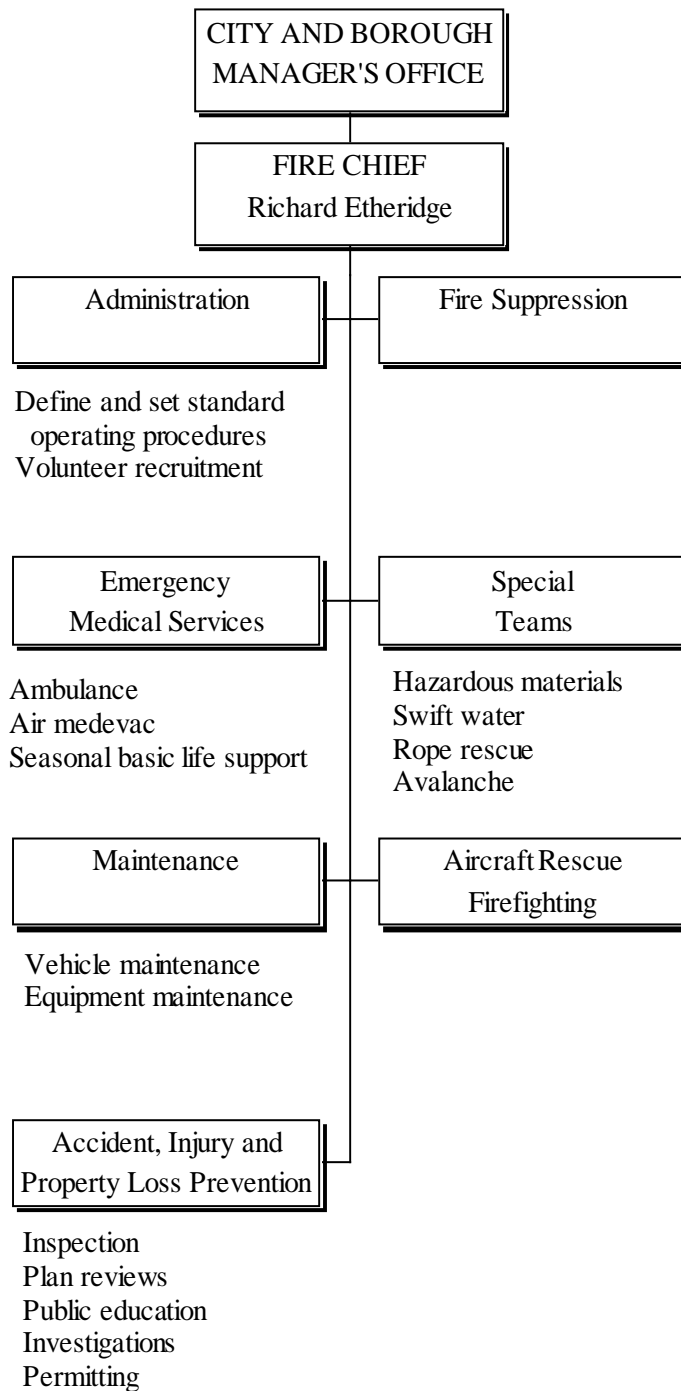 CITY AND BOROUGH
MANAGER'S OFFICE
FIRE CHIEF
Richard Etheridge
Administration
Define and set standard
operating procedures
Volunteer recruitment
Fire Suppression
Emergency
Medical Services
Ambulance
Air medevac
Seasonal basic life support
Special
Teams
Hazardous materials
Swift water
Rope rescue
Avalanche
Maintenance
Vehicle maintenance
Equipment maintenance
Aircraft Rescue
Firefighting
Accident, Injury and
Property Loss Prevention
Inspection
Plan reviews
Public education
Investigations
Permitting